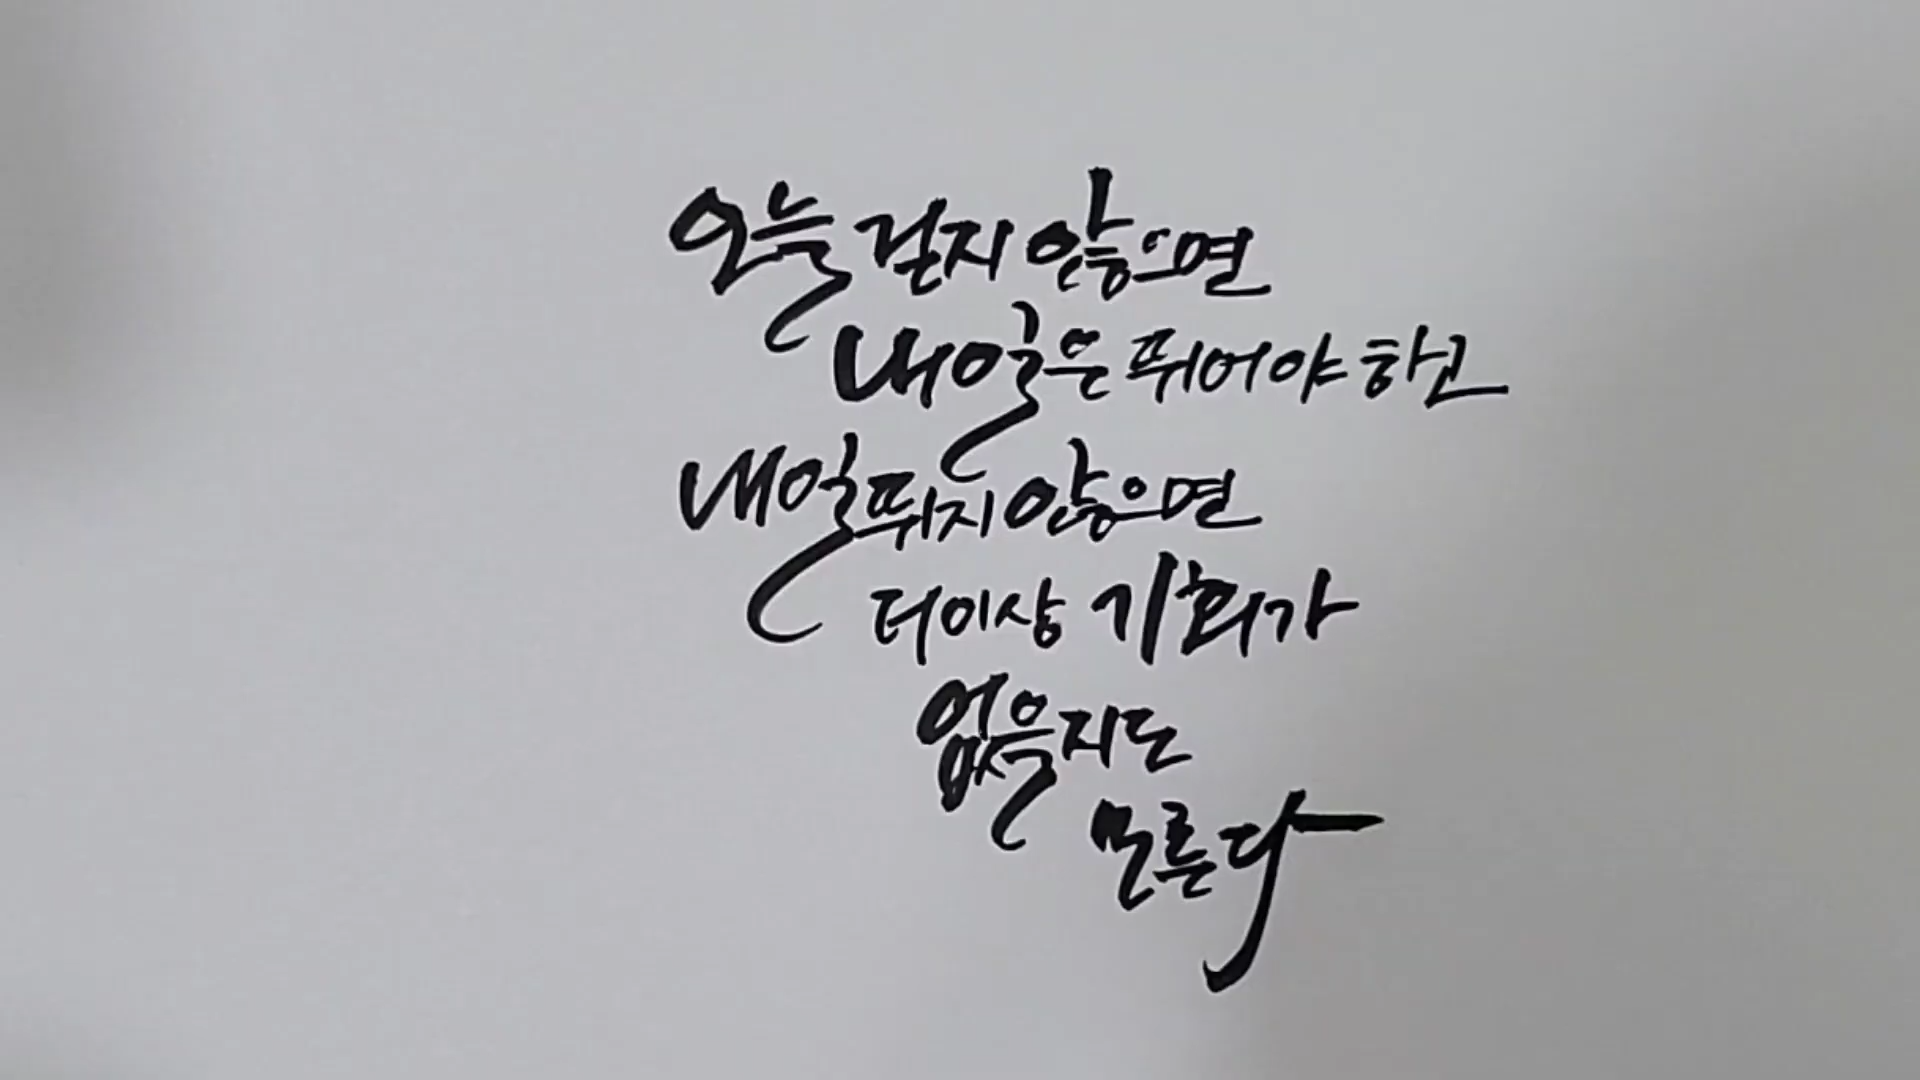 오늘 걷지 않으면
내일은 뛰어야 하고
내일 뛰지 않으면
더이상 기회가
없을지도
모른다